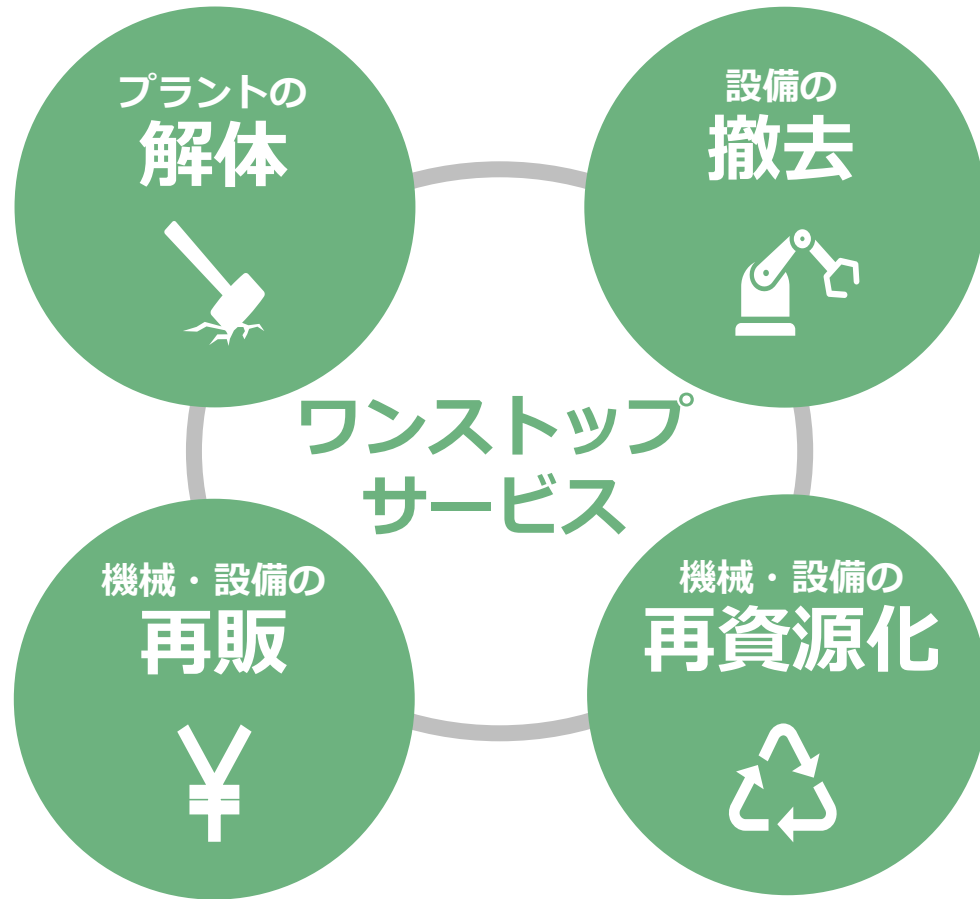 プラントの
解体
設備の
撤去
ワンストップ
サービス
機械・設備の
再販
機械・設備の
再資源化